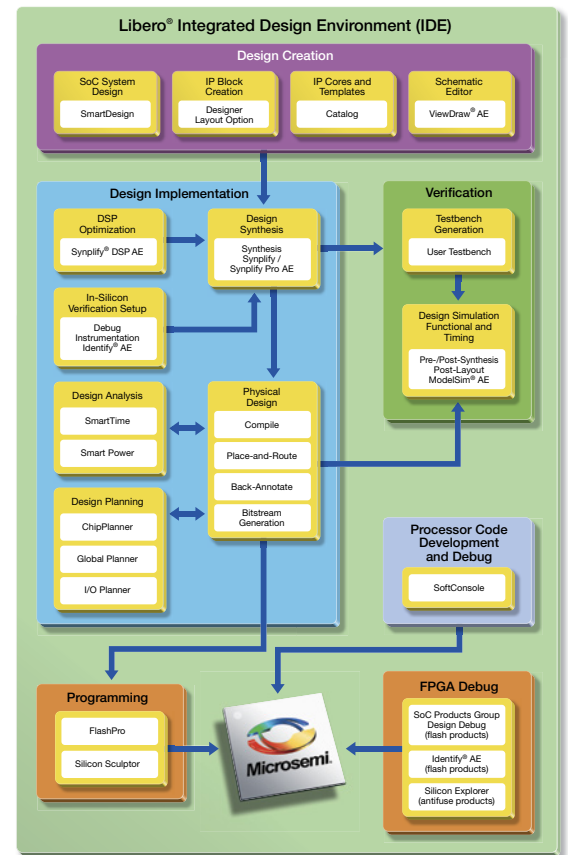 Libero® Integrated Design Environment (IDE)
Design Creation
SoC System
Design
SmartDesign
IP Block
Creation
Designer
Layout Option
IP Cores and
Templates
Catalog
Schematic
Editor
ViewDraw® AE
Design Implementation
DSP
Optimization
Synplify® DSP AE
Design
Synthesis
Synthesis
Synplify /
Synplify Pro AE
In-Silicon
Verification Setup
Debug
Instrumentation
Identify® AE
Design Analysis
SmartTime
Smart Power
Physical
Design
Compile
Place-and-Route
Back-Annotate
Bitstream
Generation
Design Planning
ChipPlanner
Global Planner
I/O Planner
Verification
Testbench
Generation
User Testbench
Design Simulation
Functional and
Timing
Pre-/Post-Synthesis
Post-Layout
ModelSim® AE
Processor Code
Development
and Debug
SoftConsole
Programming
FlashPro
Silicon Sculptor
Microsemi.
FPGA Debug
SoC Products Group
Design Debug
(flash products)
Identify® AE
(flash products)
Silicon Explorer
(antifuse products)